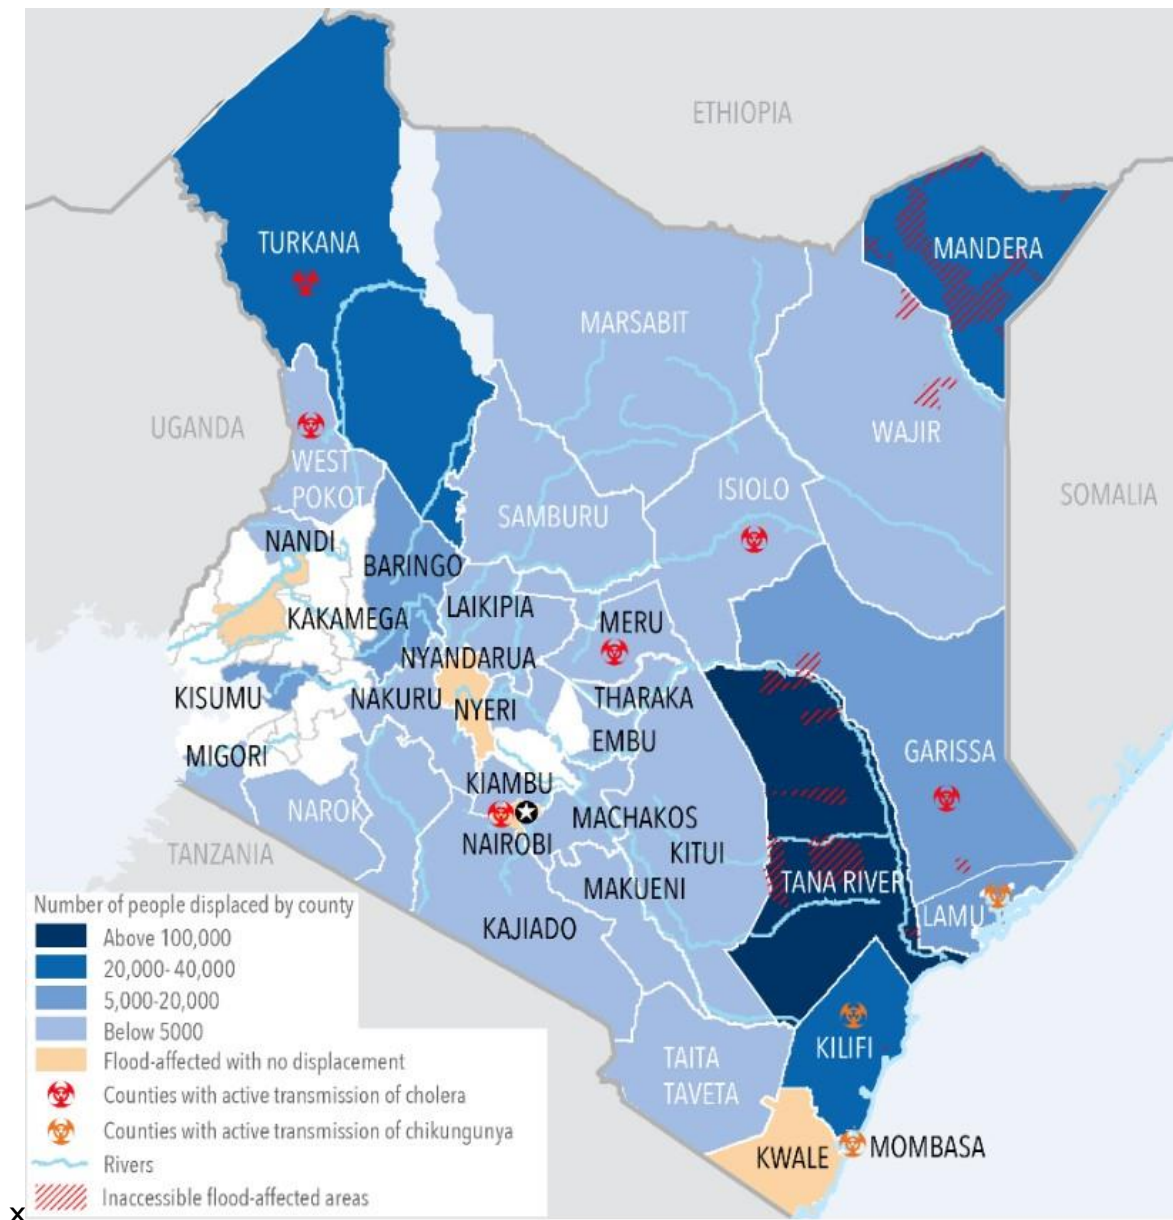 ETHIOPIA
TURKANA
MANDERA
MARSABIT
UGANDA
WAJIR
WEST
POKOT
ISIOLO
SOMALIA
SAMBURU
NANDI
BARINGO
LAIKIPIA
KAKAMEGA
MERU
NYANDARUA
KISUMU
NAKURU
NYERI
THARAKA
EMBU
MIGORI
GARISSA
KIAMBU
NAROK
MACHAKOS
NAIROBI
KITUI
TANZANIA
MAKUENI
TANA RIVER
LAMU
KAJIADO
KILIFI
TAITA
TAVETA
KWALE
MOMBASA
Number of people displaced by county
Above 100,000
20,000- 40,000
5,000-20,000
Below 5000
Flood-affected with no displacement
Counties with active transmission of cholera
Counties with active transmission of chikungunya
Rivers
Inaccessible flood-affected areas
x